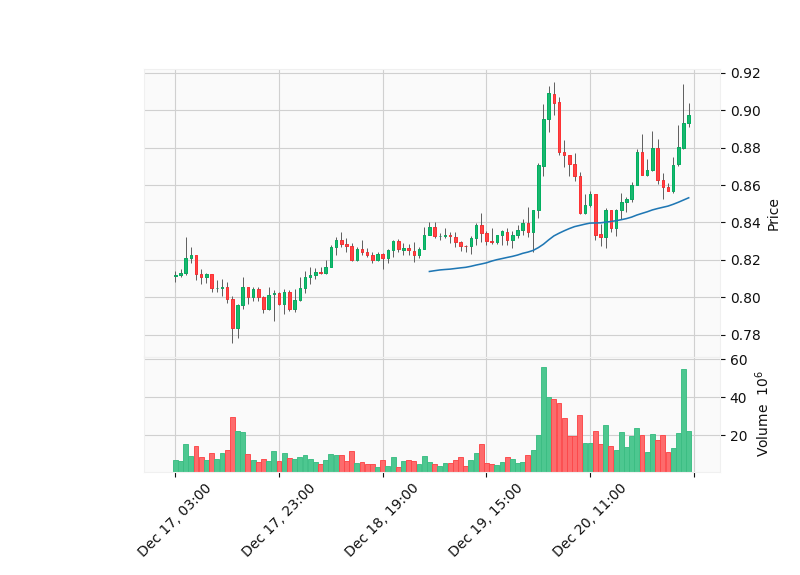 0.92
0.90
0.88
0.86
0.84
0.82
0.80
0.78
Price
60
40
20
Volume 10^6
Dec 17, 03:00
Dec 17, 23:00
Dec 18, 19:00
Dec 19, 15:00
Dec 20, 11:00